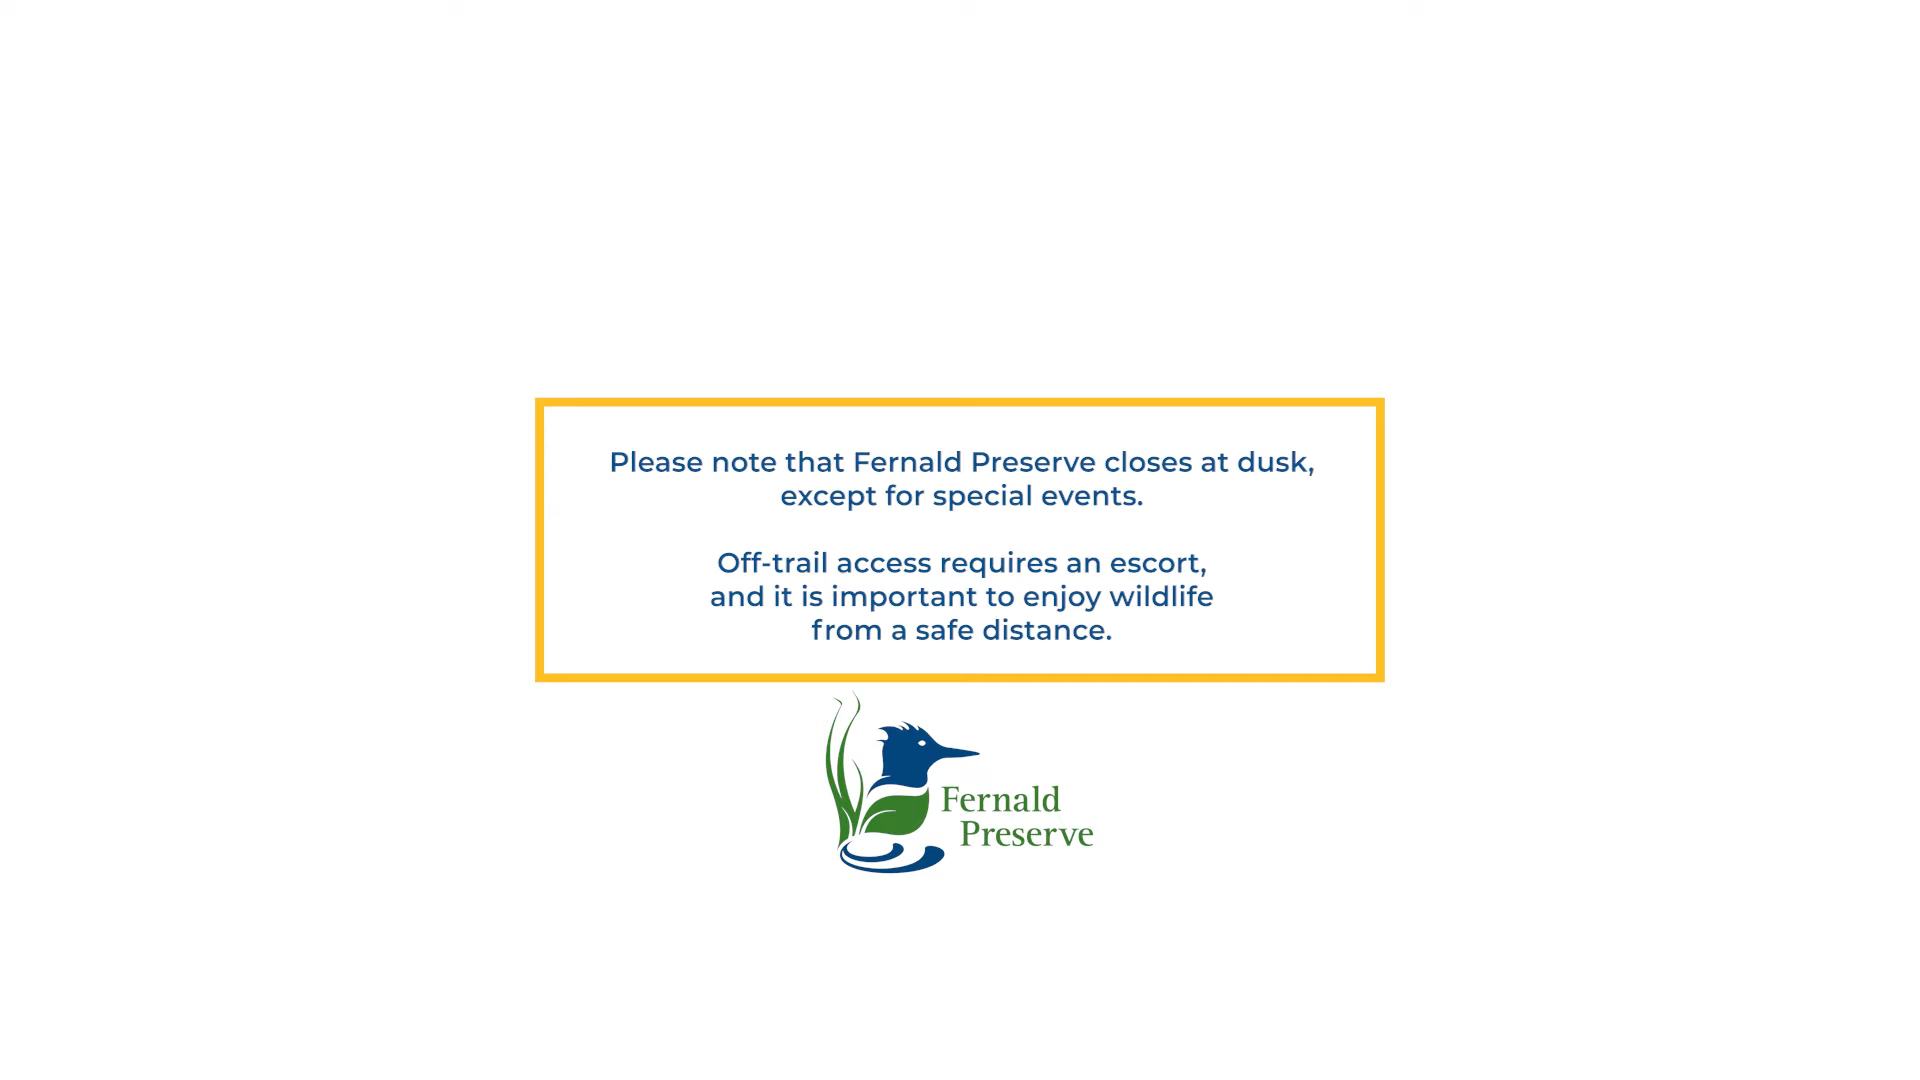 Please note that Fernald Preserve closes at dusk,
except for special events.
Off-trail access requires an escort,
and it is important to enjoy wildlife
from a safe distance.
Fernald
Preserve